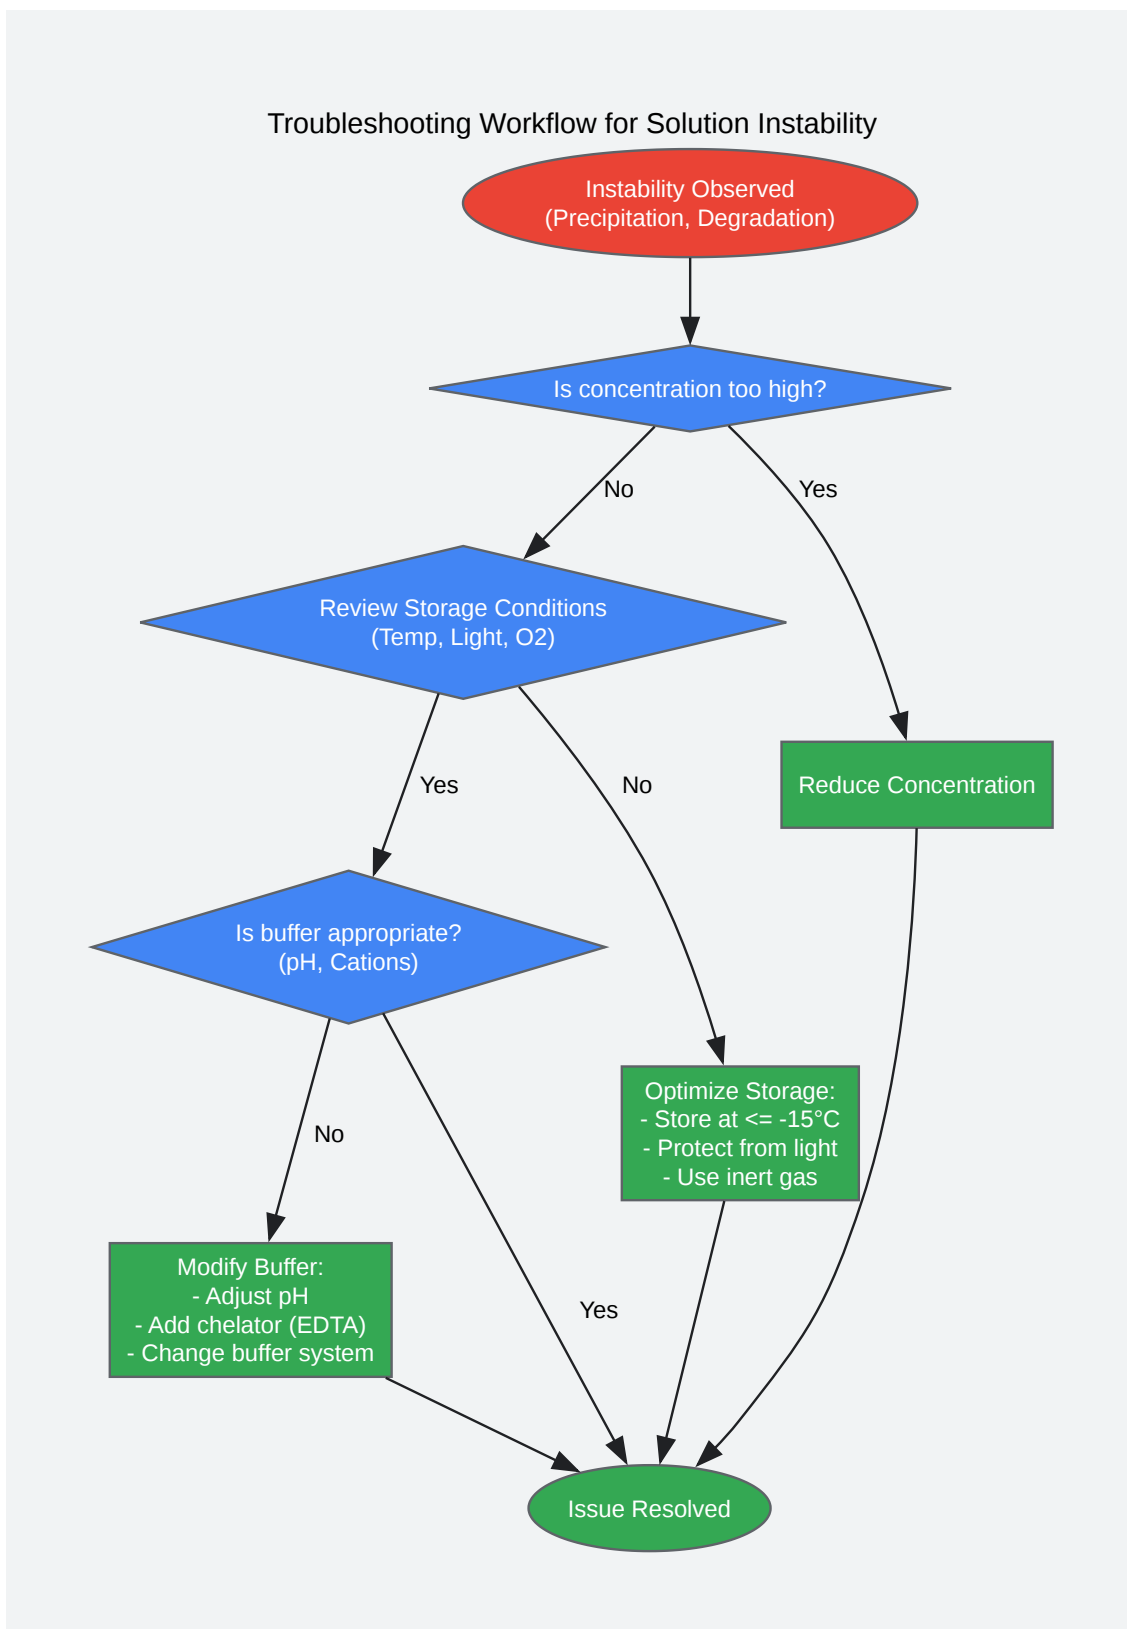 Troubleshooting Workflow for Solution Instability
Instability Observed
(Precipitation, Degradation)
Is concentration too high?
No
Yes
Review Storage Conditions
(Temp, Light, O2)
Yes
No
Reduce Concentration
Is buffer appropriate?
(pH, Cations)
Optimize Storage:
- Store at <= -15°C
- Protect from light
- Use inert gas
No
Modify Buffer:
- Adjust pH
- Add chelator (EDTA)
- Change buffer system
Yes
Issue Resolved